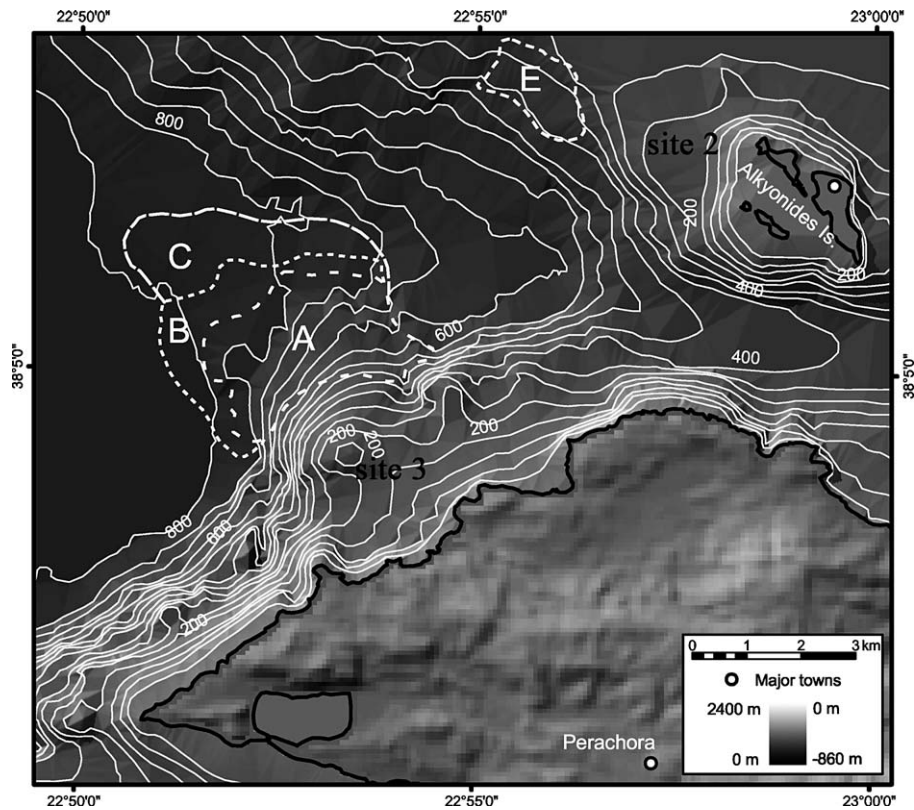 22°50'0" 22°55'0" 23°00'0"
E
800
site 2
Alkyonides Is.
200
200
C
400
B
A
600
38°5'0" 38°5'0"
400
200
200
200
site 3
800
600
200
0 1 2 3 km
Major towns
2400 m 0 m
0 m -860 m
Perachora
22°50'0" 22°55'0" 23°00'0"